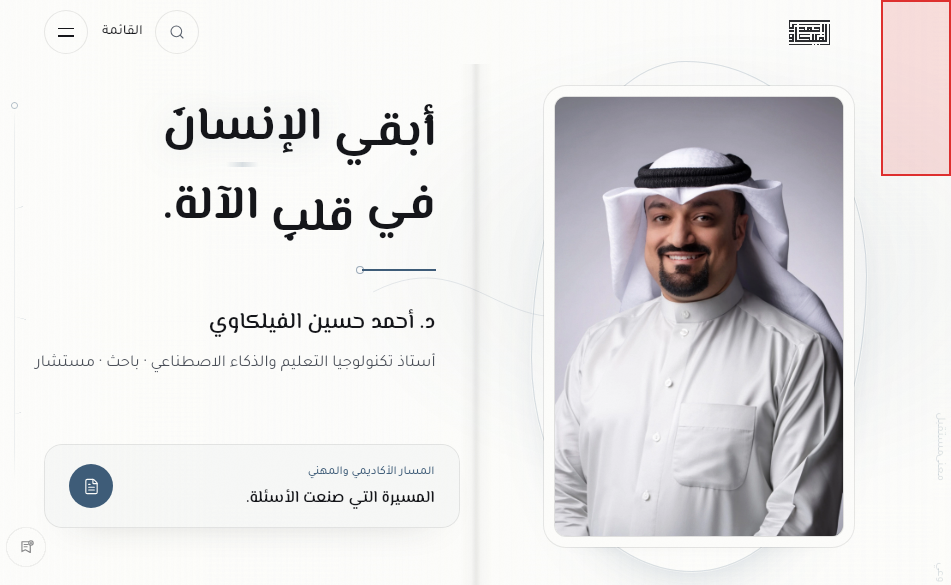 القائمة
أبقي الإنسانَ
في قلبِ الآلة.
د. أحمد حسين الفيلكاوي
أستاذ تكنولوجيا التعليم والذكاء الاصطناعي · باحث · مستشار
المسار الأكاديمي والمهني
المسيرة التي صنعت الأسئلة.